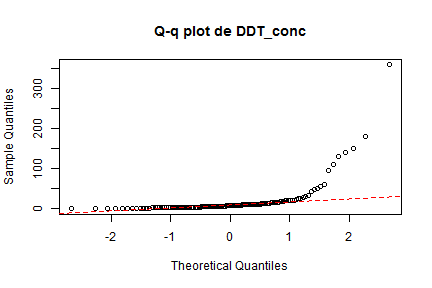 Q-q plot de DDT_conc
Sample Quantiles
300
200
100
0
-2 -1 0 1 2
Theoretical Quantiles